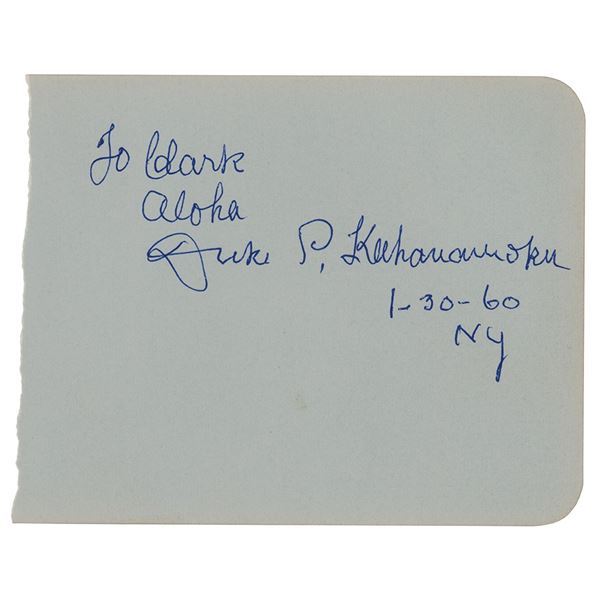 To Clark
Aloha
Duke P. Kahanamoku
1-30-60
NY